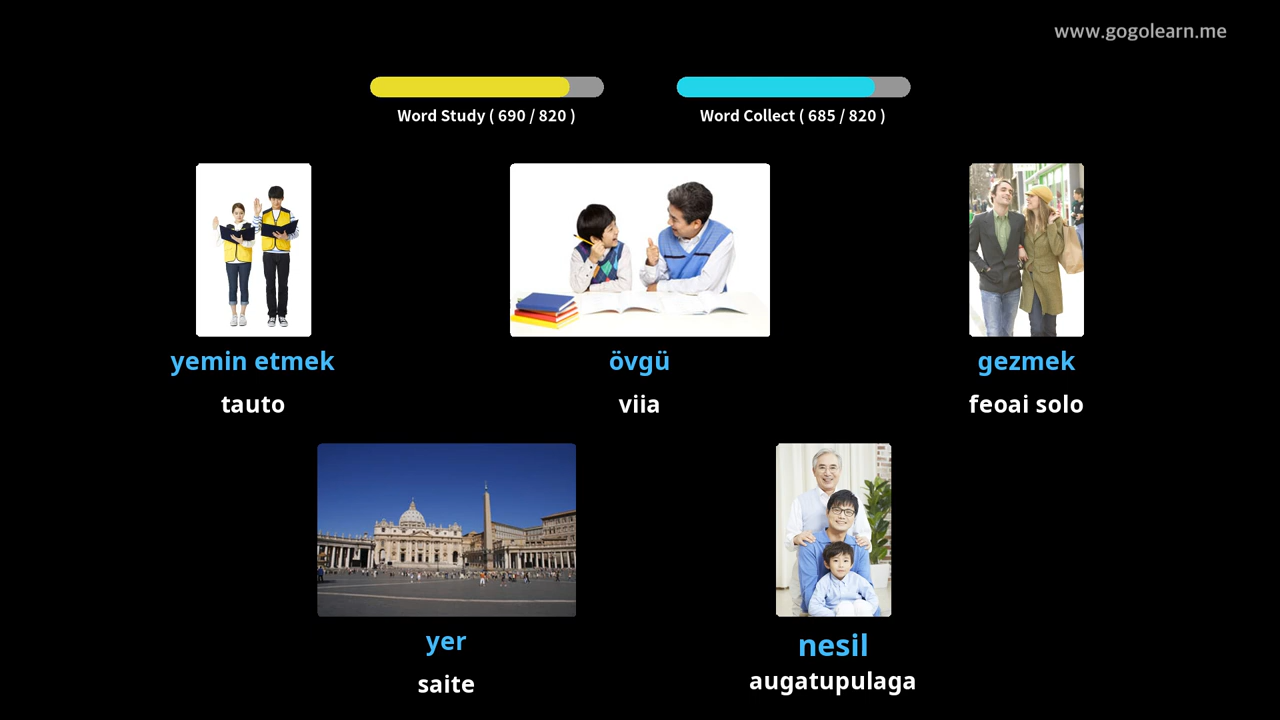 www.gogolearn.me
Word Study ( 690 / 820 )
Word Collect ( 685 / 820 )
yemin etmek
tauto
övgü
viia
gezmek
feoai solo
yer
saite
nesil
augatupulaga